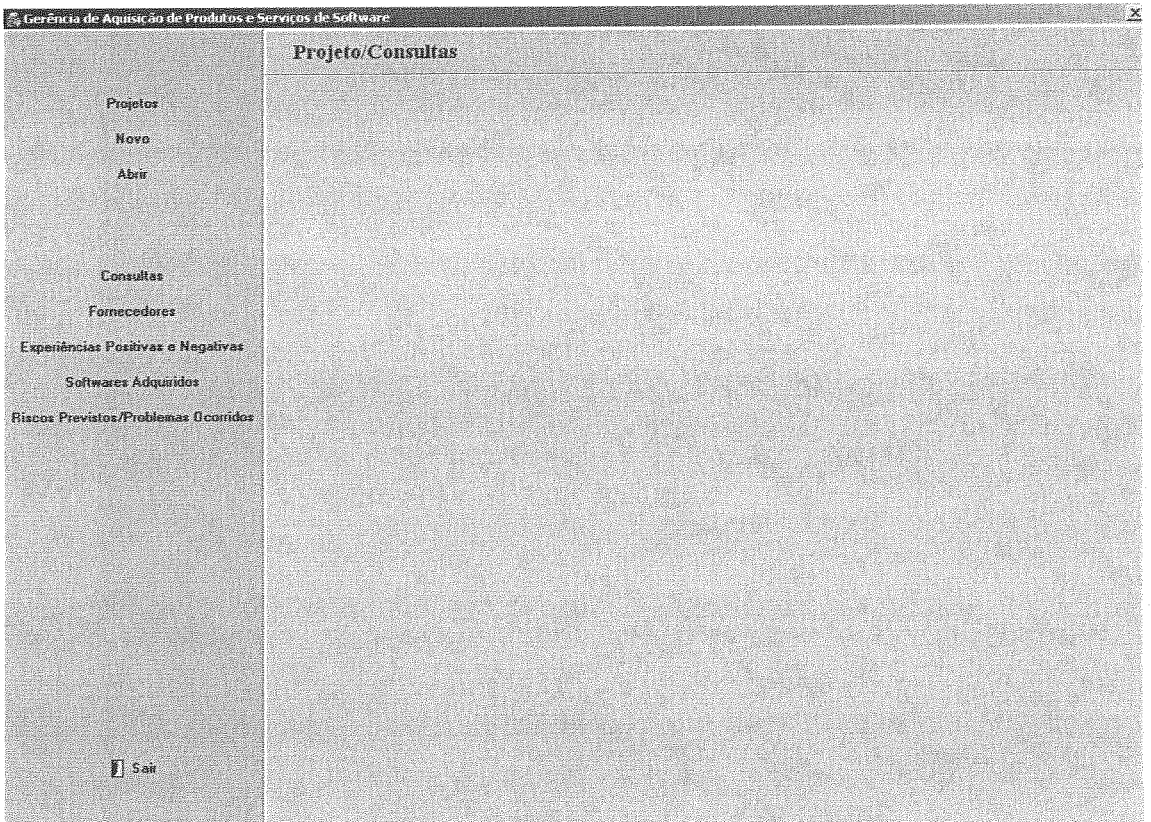 Gerência de Aquisição de Produtos e Serviços de Software
Projeto/Consultas
Projetos
Novo
Abrir
Consultas
Fornecedores
Experiências Positivas e Negativas
Softwares Adquiridos
Riscos Previstos/Problemas Ocorridos
Sair